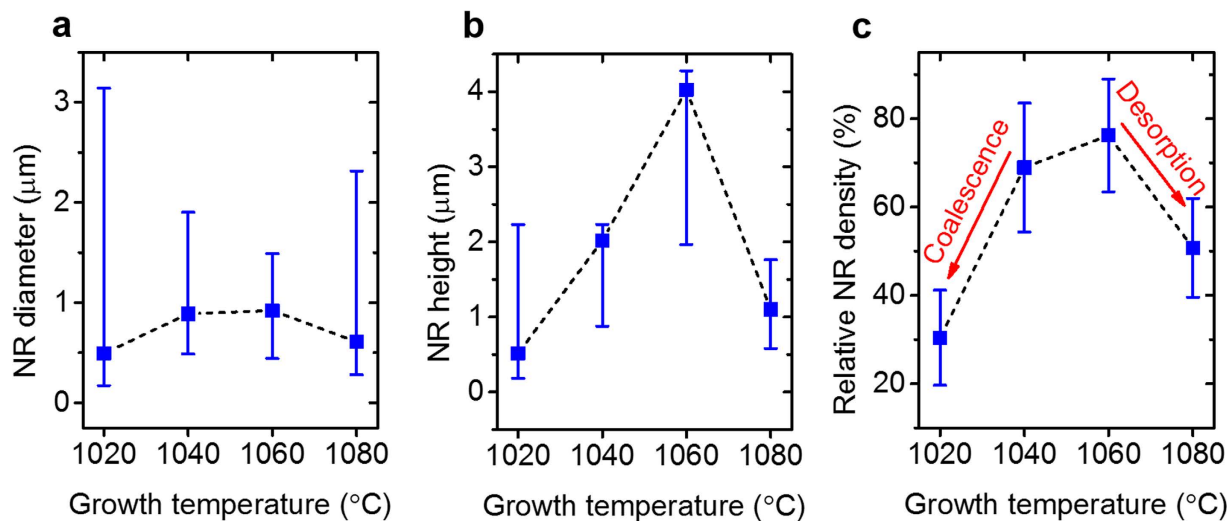 a
NR diameter (μm)
3
2
1
0
1020 1040 1060 1080
Growth temperature (°C)
b
NR height (μm)
4
3
2
1
0
1020 1040 1060 1080
Growth temperature (°C)
c
Relative NR density (%)
80
60
40
20
Coalescence
Desorption
1020 1040 1060 1080
Growth temperature (°C)